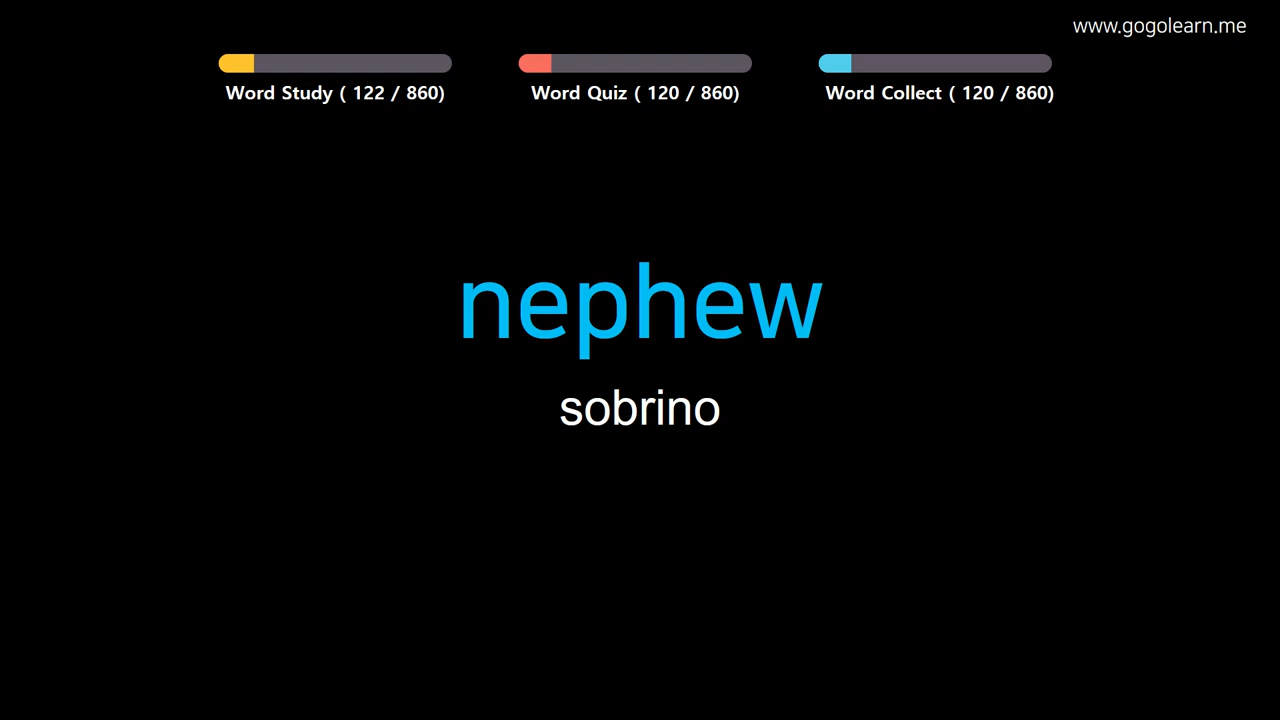 www.gogolearn.me
Word Study ( 122 / 860)
Word Quiz ( 120 / 860)
Word Collect ( 120 / 860)
nephew
sobrino